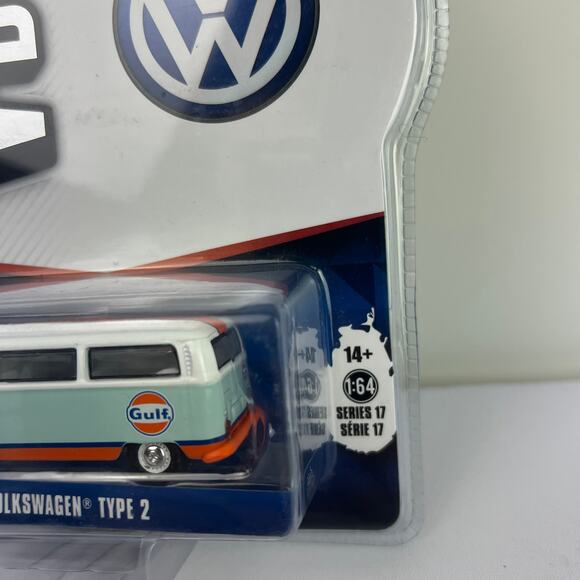 Gulf.
14+
1:64
SERIES 17
SÉRIE 17
OLKSWAGEN® TYPE 2